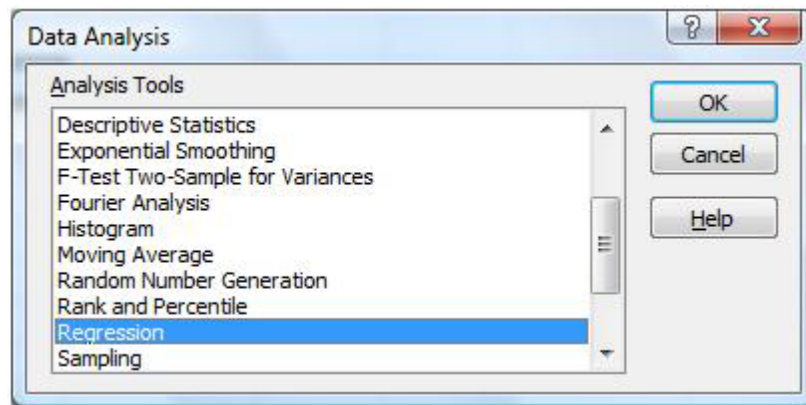 Data Analysis
?
Analysis Tools
Descriptive Statistics
Exponential Smoothing
F-Test Two-Sample for Variances
Fourier Analysis
Histogram
Moving Average
Random Number Generation
Rank and Percentile
Regression
Sampling
OK
Cancel
Help